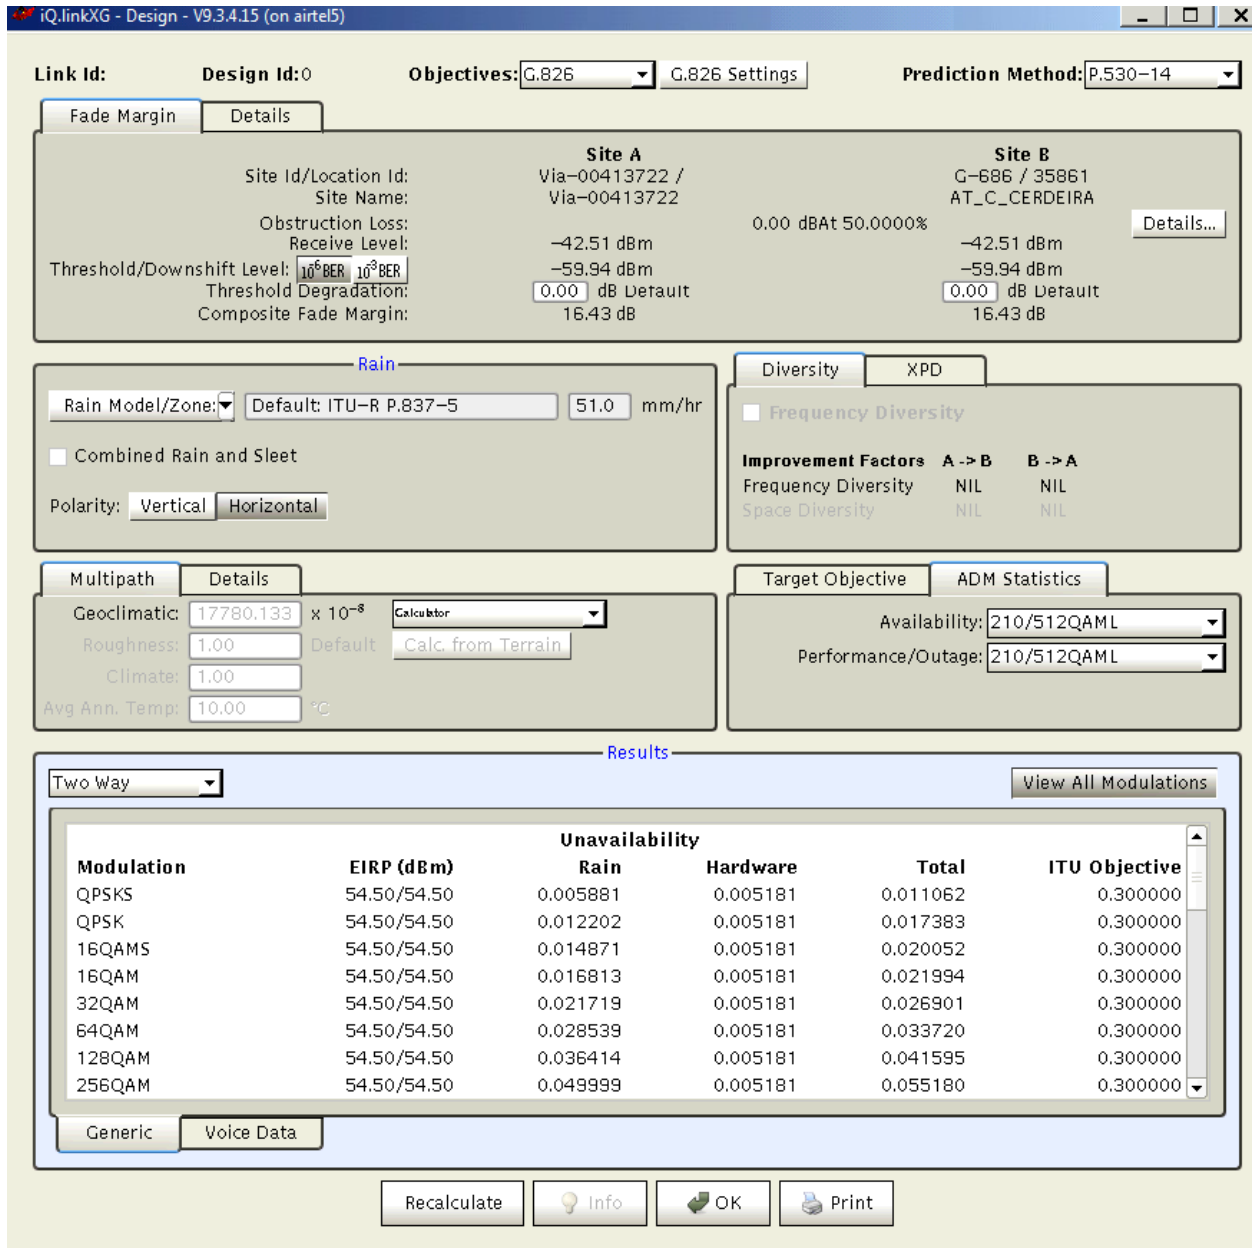 iQ.linkXG - Design - V9.3.4.15 (on airtel5)
Link Id: Design Id:0 Objectives: G.826 G.826 Settings Prediction Method: P.530-14
Fade Margin Details
Site A Site B
Site Id/Location Id: Via-00413722 / G-686 / 35861
Site Name: Via-00413722 AT_C_CERDEIRA
Obstruction Loss: 0.00 dBAt 50.0000% Details...
Receive Level: -42.51 dBm -42.51 dBm
Threshold/Downshift Level: 10⁻⁶BER 10⁻³BER -59.94 dBm -59.94 dBm
Threshold Degradation: 0.00 dB Default 0.00 dB Default
Composite Fade Margin: 16.43 dB 16.43 dB
Rain
Rain Model/Zone: Default: ITU-R P.837-5 51.0 mm/hr
Combined Rain and Sleet
Polarity: Vertical Horizontal
Diversity XPD
Frequency Diversity
Improvement Factors A -> B B -> A
Frequency Diversity NIL NIL
Space Diversity NIL NIL
Multipath Details
Geoclimatic: 17780.133 x 10⁻⁸ Calculator
Roughness: 1.00 Default Calc. from Terrain
Climate: 1.00
Avg Ann. Temp: 10.00 °C
Target Objective ADM Statistics
Availability: 210/512QAML
Performance/Outage: 210/512QAML
Results
Two Way View All Modulations
Unavailability
Modulation EIRP (dBm) Rain Hardware Total ITU Objective
QPSKS 54.50/54.50 0.005881 0.005181 0.011062 0.300000
QPSK 54.50/54.50 0.012202 0.005181 0.017383 0.300000
16QAMS 54.50/54.50 0.014871 0.005181 0.020052 0.300000
16QAM 54.50/54.50 0.016813 0.005181 0.021994 0.300000
32QAM 54.50/54.50 0.021719 0.005181 0.026901 0.300000
64QAM 54.50/54.50 0.028539 0.005181 0.033720 0.300000
128QAM 54.50/54.50 0.036414 0.005181 0.041595 0.300000
256QAM 54.50/54.50 0.049999 0.005181 0.055180 0.300000
Generic Voice Data
Recalculate Info OK Print